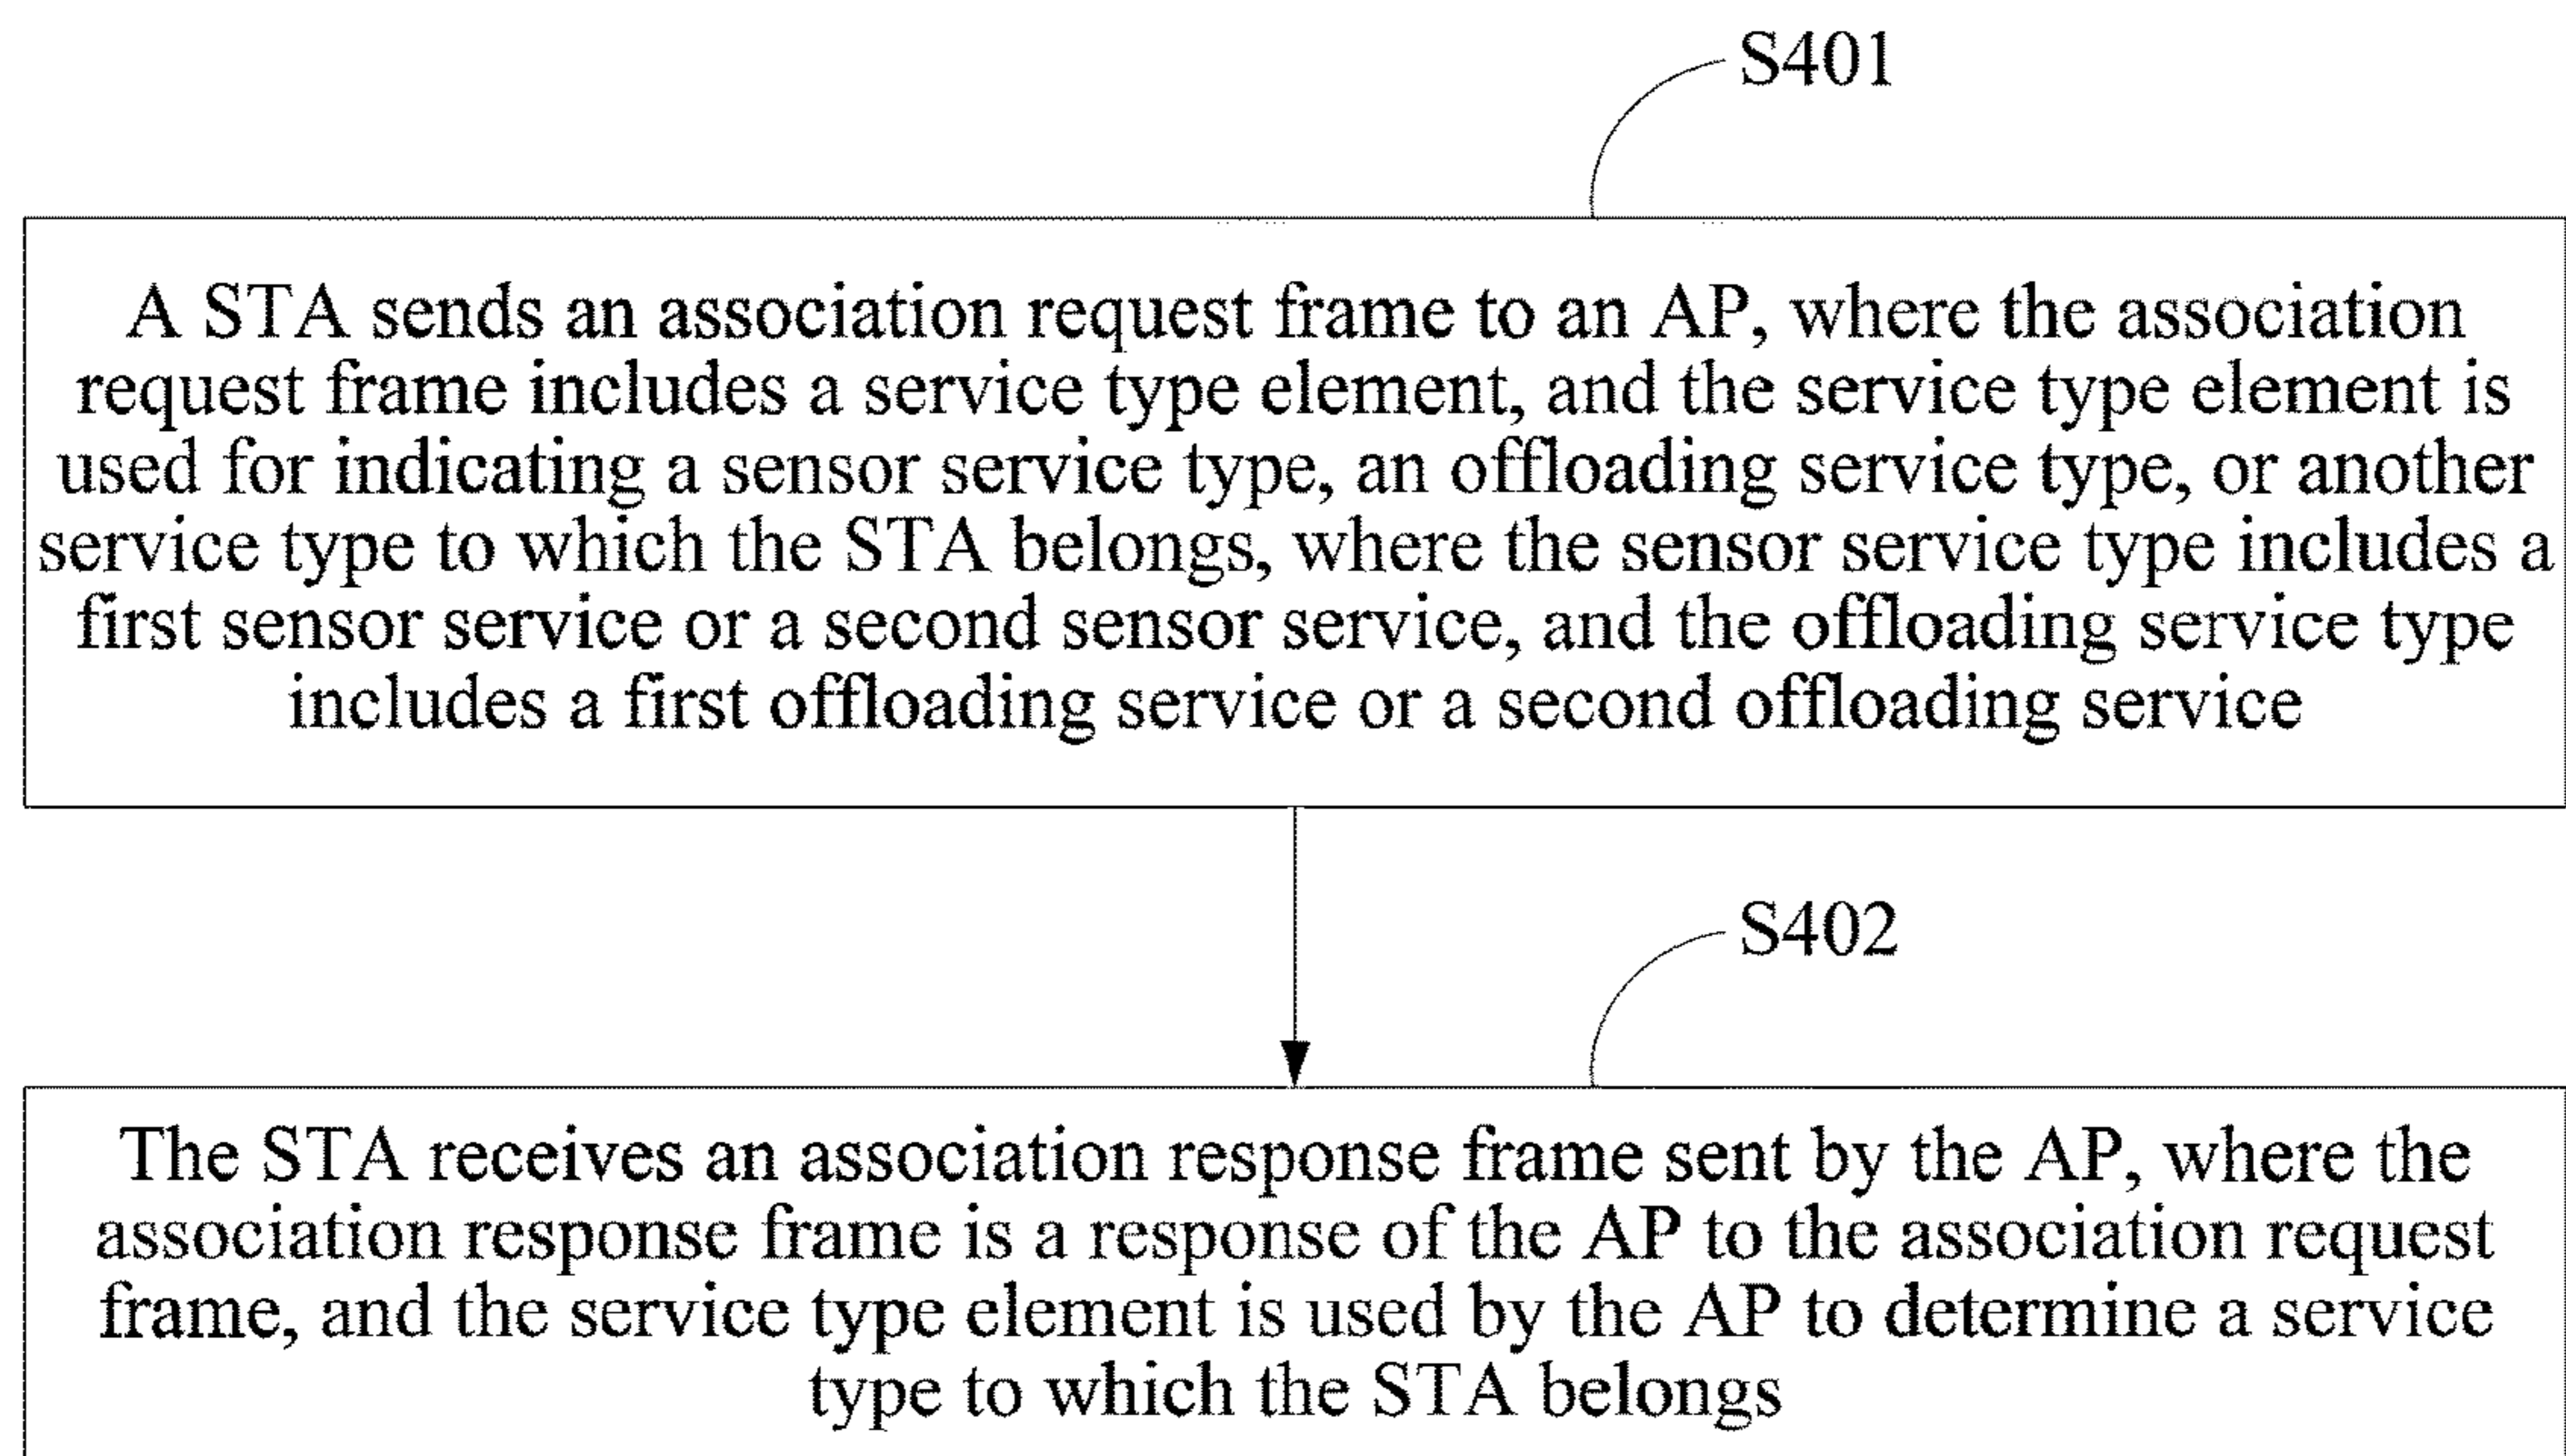 S401
A STA sends an association request frame to an AP, where the association
request frame includes a service type element, and the service type element is
used for indicating a sensor service type, an offloading service type, or another
service type to which the STA belongs, where the sensor service type includes a
first sensor service or a second sensor service, and the offloading service type
includes a first offloading service or a second offloading service
S402
The STA receives an association response frame sent by the AP, where the
association response frame is a response of the AP to the association request
frame, and the service type element is used by the AP to determine a service
type to which the STA belongs